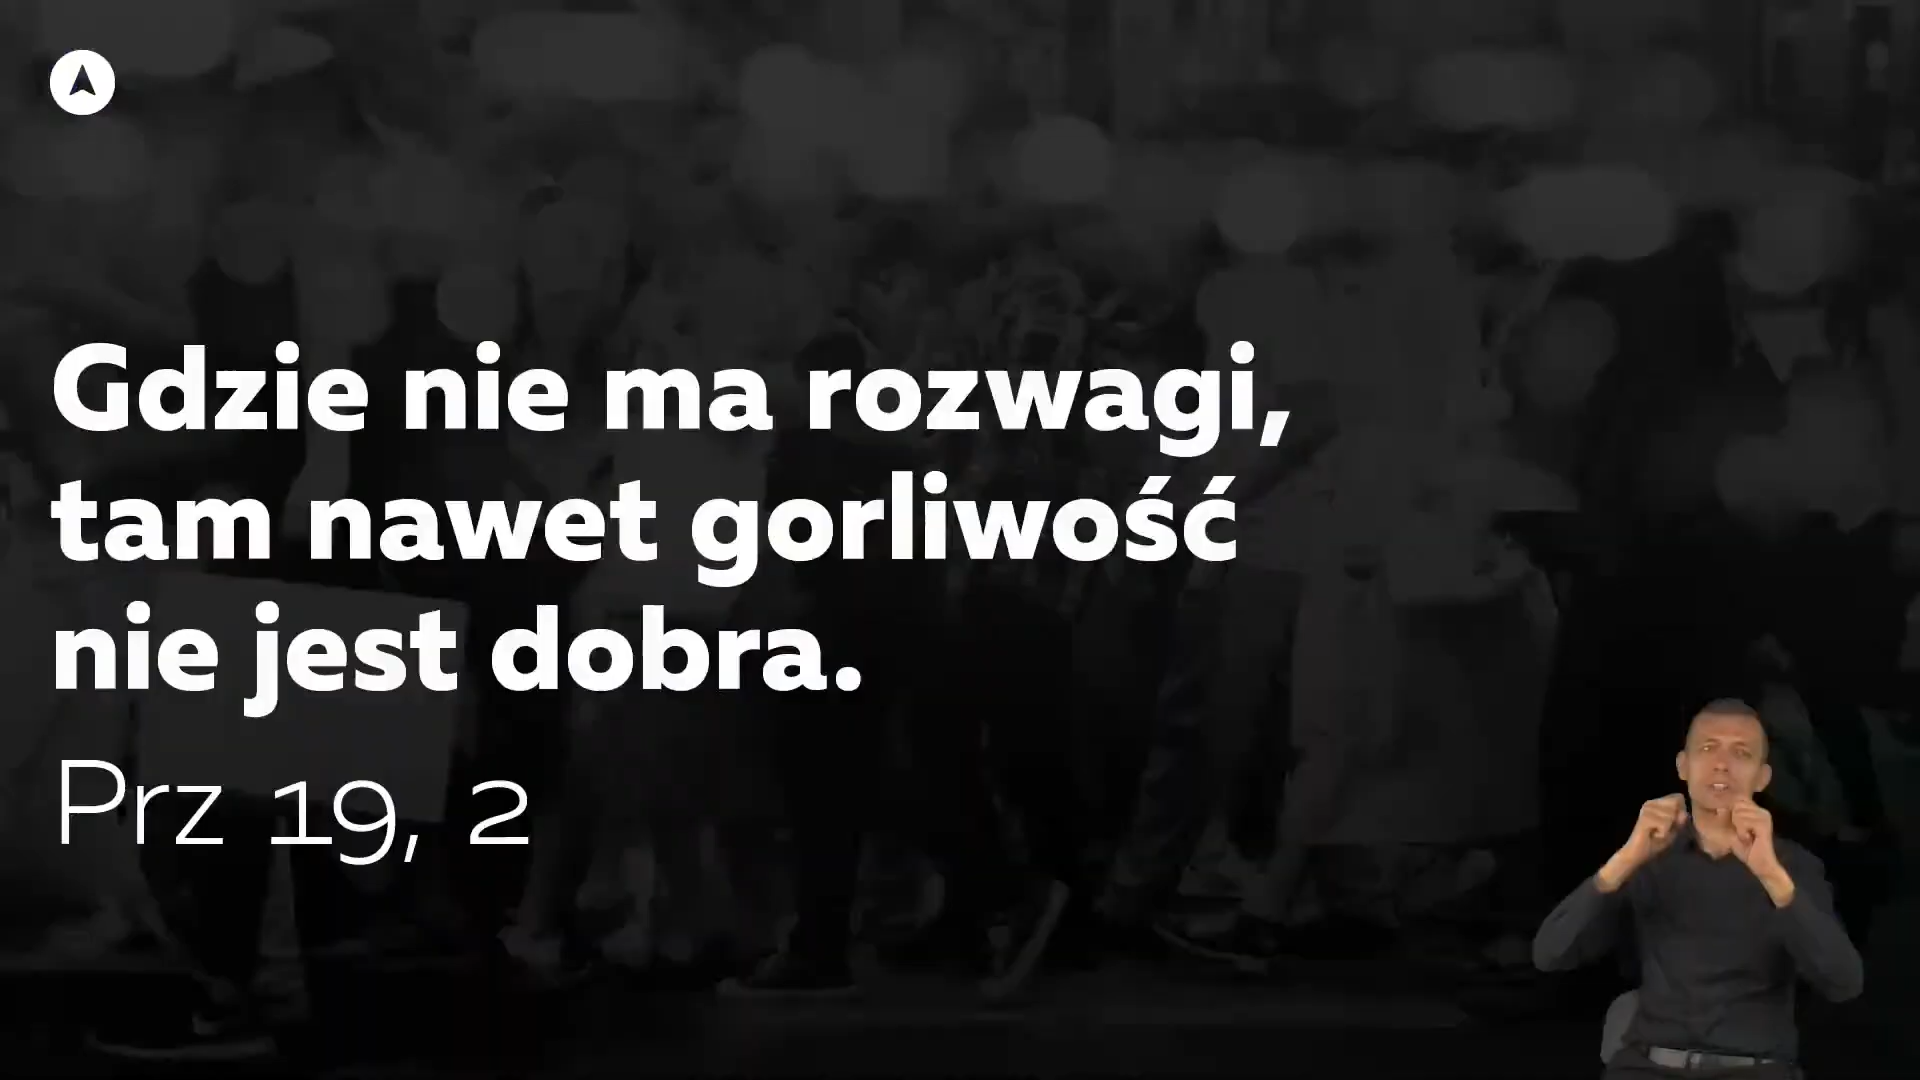 Gdzie nie ma rozwagi,
tam nawet gorliwość
nie jest dobra.
Prz 19, 2